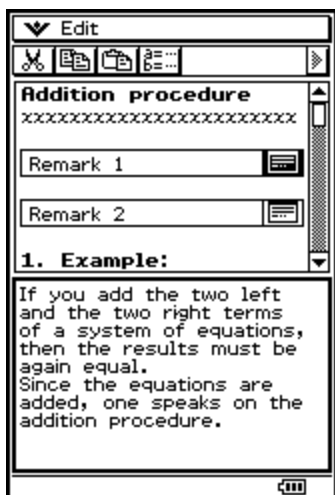 Edit
Addition procedure
xxxxxxxxxxxxxxxxxxxxxxx
Remark 1
Remark 2
1. Example:
If you add the two left
and the two right terms
of a system of equations,
then the results must be
again equal.
Since the equations are
added, one speaks on the
addition procedure.